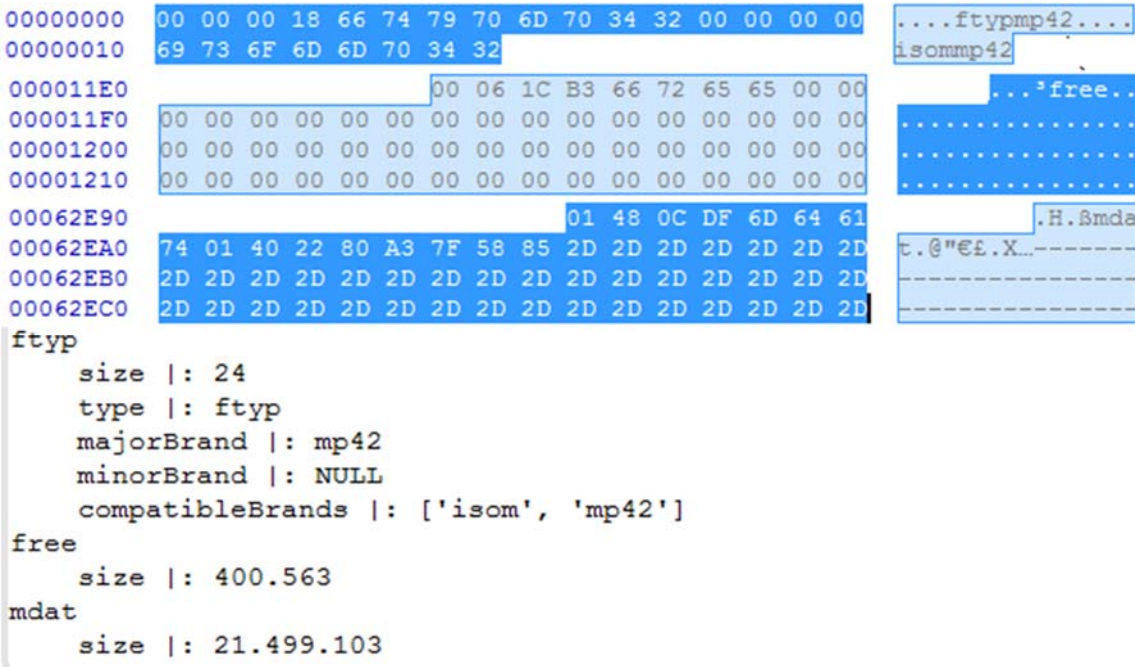 00000000 00 00 00 18 66 74 79 70 6D 70 34 32 00 00 00 00 ....ftypmp42....
00000010 69 73 6F 6D 6D 70 34 32 isommp42
000011E0 00 06 1C B3 66 72 65 65 00 00 ...³free..
000011F0 00 00 00 00 00 00 00 00 00 00 00 00 00 00 00 00 ................
00001200 00 00 00 00 00 00 00 00 00 00 00 00 00 00 00 00 ................
00001210 00 00 00 00 00 00 00 00 00 00 00 00 00 00 00 00 ................
00062E90 01 48 0C DF 6D 64 61 .H.ßmda
00062EA0 74 01 40 22 80 A3 7F 58 85 2D 2D 2D 2D 2D 2D 2D t.@"€£.X…-------
00062EB0 2D 2D 2D 2D 2D 2D 2D 2D 2D 2D 2D 2D 2D 2D 2D 2D ----------------
00062EC0 2D 2D 2D 2D 2D 2D 2D 2D 2D 2D 2D 2D 2D 2D 2D 2D ----------------
ftyp
size |: 24
type |: ftyp
majorBrand |: mp42
minorBrand |: NULL
compatibleBrands |: ['isom', 'mp42']
free
size |: 400.563
mdat
size |: 21.499.103